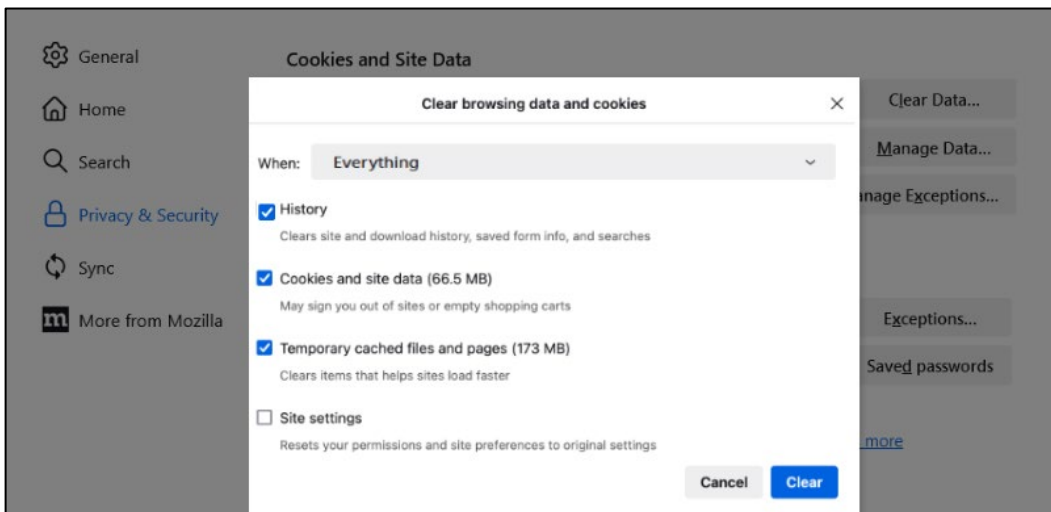 General
Home
Search
Privacy & Security
Sync
m More from Mozilla
Cookies and Site Data
Clear browsing data and cookies
When: Everything
History
Clears site and download history, saved form info, and searches
Cookies and site data (66.5 MB)
May sign you out of sites or empty shopping carts
Temporary cached files and pages (173 MB)
Clears items that helps sites load faster
Site settings
Resets your permissions and site preferences to original settings
Cancel Clear
Clear Data...
Manage Data...
nage Exceptions...
Exceptions...
Saved passwords
more